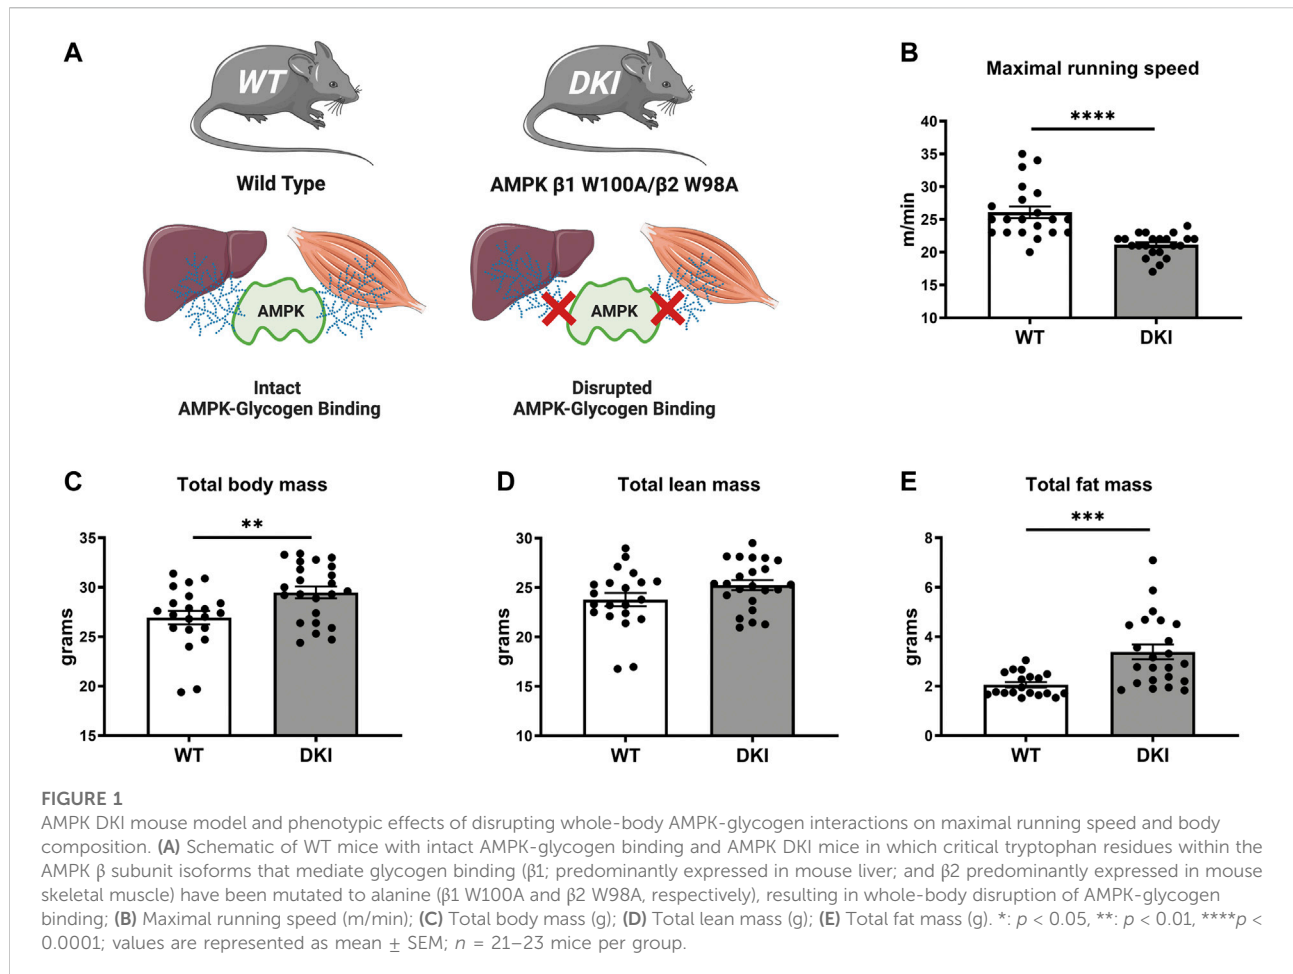 A
WT
DKI
Wild Type
AMPK β1 W100A/β2 W98A
AMPK
AMPK
Intact
AMPK-Glycogen Binding
Disrupted
AMPK-Glycogen Binding
B
Maximal running speed
****
40
35
30
25
20
15
10
m/min
WT
DKI
C
Total body mass
**
35
30
25
20
15
grams
WT
DKI
D
Total lean mass
30
25
20
15
10
grams
WT
DKI
E
Total fat mass
***
8
6
4
2
0
grams
WT
DKI
FIGURE 1
AMPK DKI mouse model and phenotypic effects of disrupting whole-body AMPK-glycogen interactions on maximal running speed and body
composition. (A) Schematic of WT mice with intact AMPK-glycogen binding and AMPK DKI mice in which critical tryptophan residues within the
AMPK β subunit isoforms that mediate glycogen binding (β1; predominantly expressed in mouse liver; and β2 predominantly expressed in mouse
skeletal muscle) have been mutated to alanine (β1 W100A and β2 W98A, respectively), resulting in whole-body disruption of AMPK-glycogen
binding; (B) Maximal running speed (m/min); (C) Total body mass (g); (D) Total lean mass (g); (E) Total fat mass (g). *: p < 0.05, **: p < 0.01, ****p <
0.0001; values are represented as mean ± SEM; n = 21–23 mice per group.